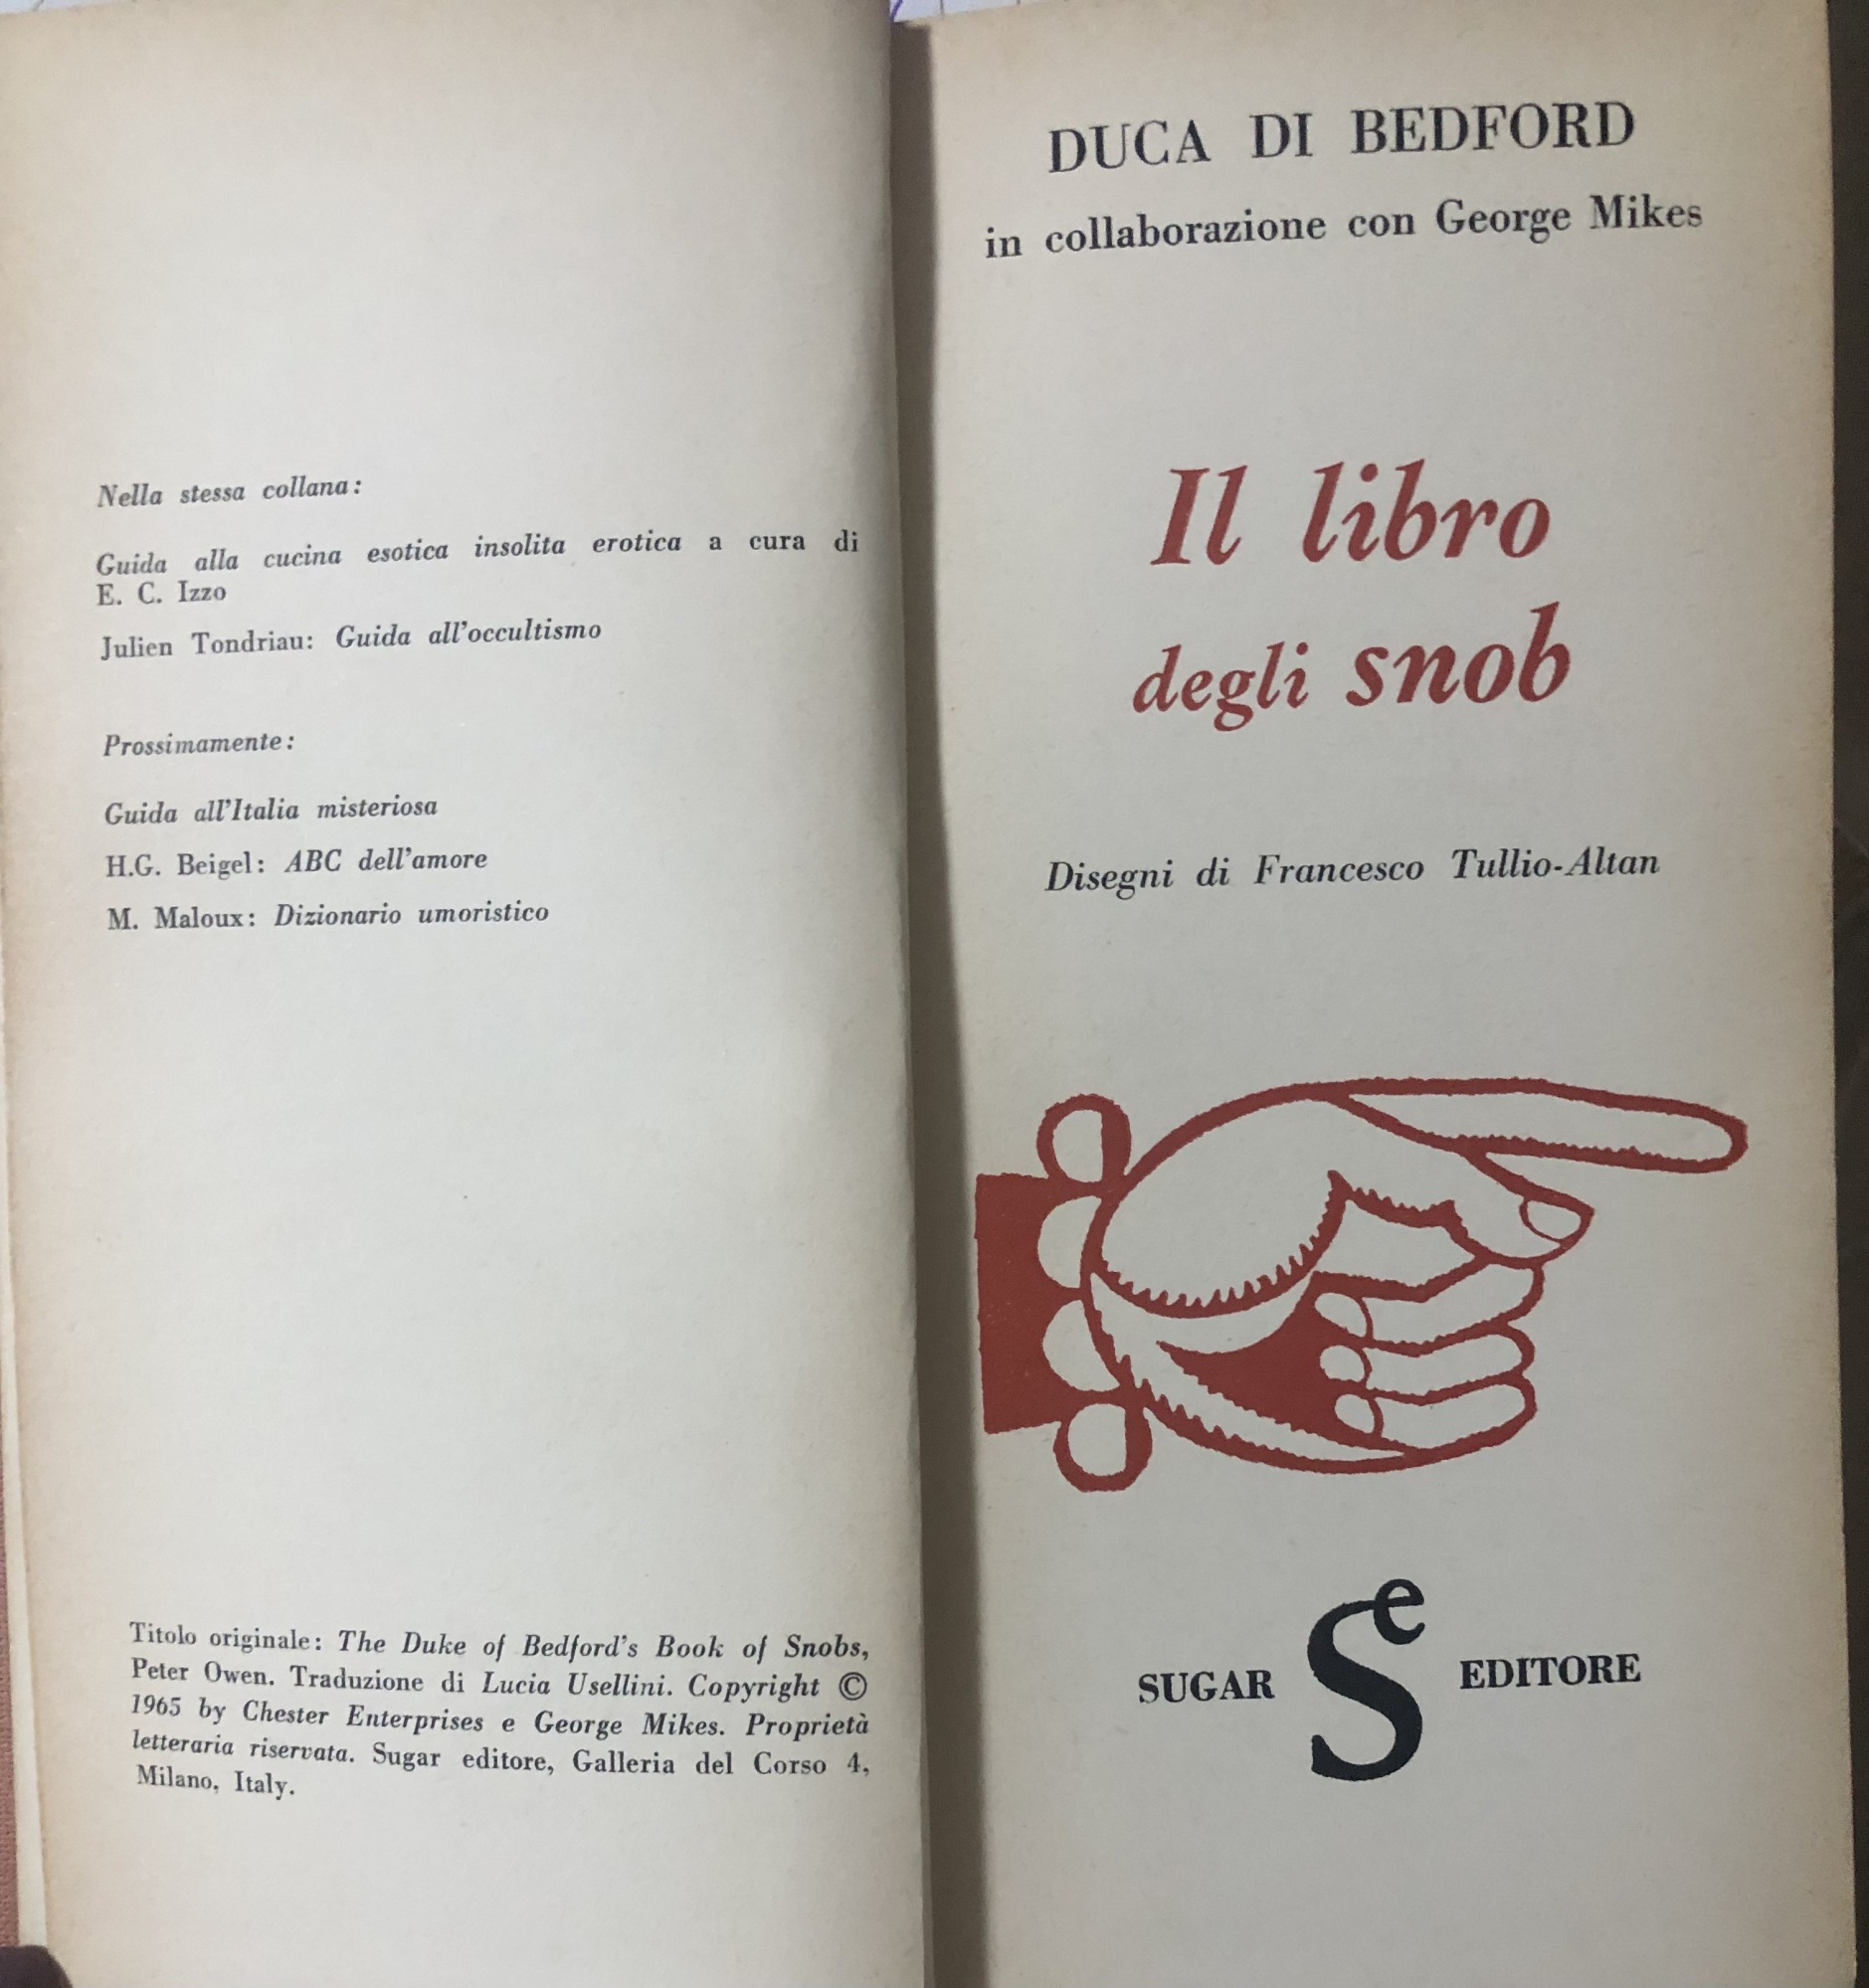 Nella stessa collana:
Guida alla cucina esotica insolita erotica a cura di
E. C. Izzo
Julien Tondriau: Guida all'occultismo
Prossimamente:
Guida all'Italia misteriosa
H.G. Beigel: ABC dell'amore
M. Maloux: Dizionario umoristico
Titolo originale: The Duke of Bedford's Book of Snobs,
Peter Owen. Traduzione di Lucia Usellini. Copyright ©
1965 by Chester Enterprises e George Mikes. Proprietà
letteraria riservata. Sugar editore, Galleria del Corso 4,
Milano, Italy.
DUCA DI BEDFORD
in collaborazione con George Mikes
Il libro
degli snob
Disegni di Francesco Tullio-Altan
SUGAR Se EDITORE